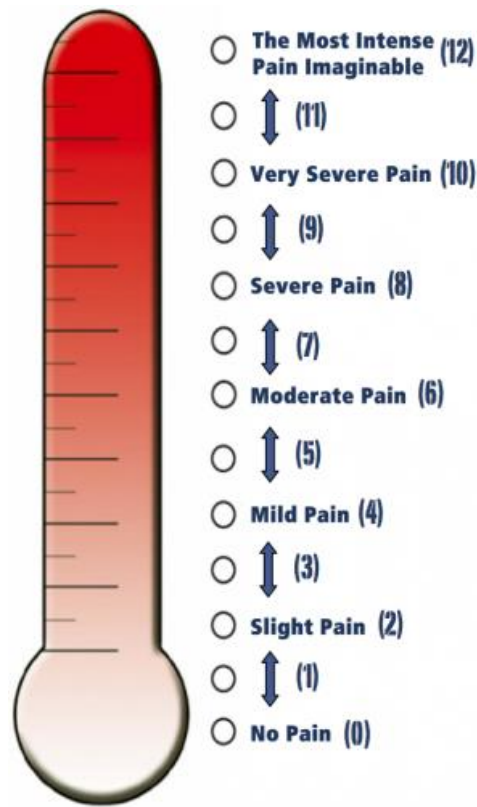 The Most Intense (12)
Pain Imaginable
(11)
Very Severe Pain (10)
(9)
Severe Pain (8)
(7)
Moderate Pain (6)
(5)
Mild Pain (4)
(3)
Slight Pain (2)
(1)
No Pain (0)